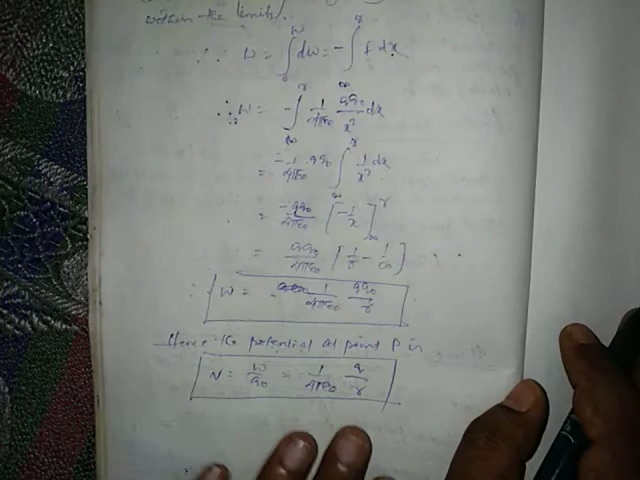 within the limits.
∴ W = ∫₀^W dw = - ∫_∞^r F dx
∴ W = - ∫_∞^r 1/4πε₀ qq₀/x² dx
= - 1/4πε₀ qq₀ ∫_∞^r 1/x² dx
= -qq₀/4πε₀ [-1/x]_∞^r
= qq₀/4πε₀ [1/r - 1/∞]
∴ W = 1/4πε₀ qq₀/r
Hence the potential at point P is
V = W/q₀ = 1/4πε₀ q/r